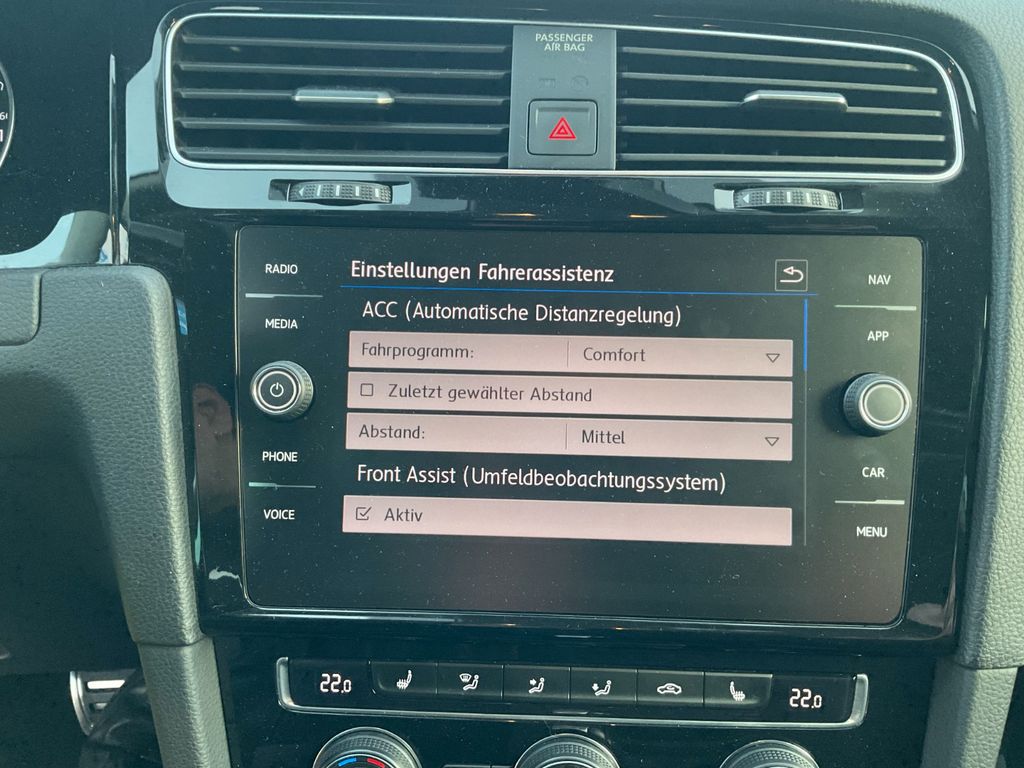 PASSENGER
AIR BAG
RADIO
MEDIA
PHONE
VOICE
Einstellungen Fahrerassistenz
ACC (Automatische Distanzregelung)
Fahrprogramm: Comfort
Zuletzt gewählter Abstand
Abstand: Mittel
Front Assist (Umfeldbeobachtungssystem)
Aktiv
NAV
APP
CAR
MENU
22.0
22.0